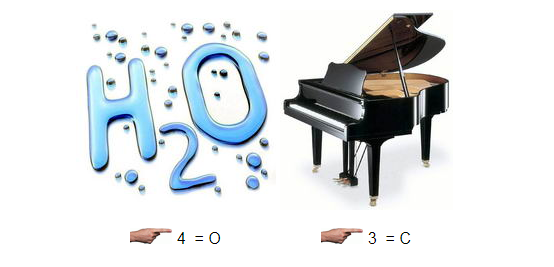 H2O
4 = O
3 = C